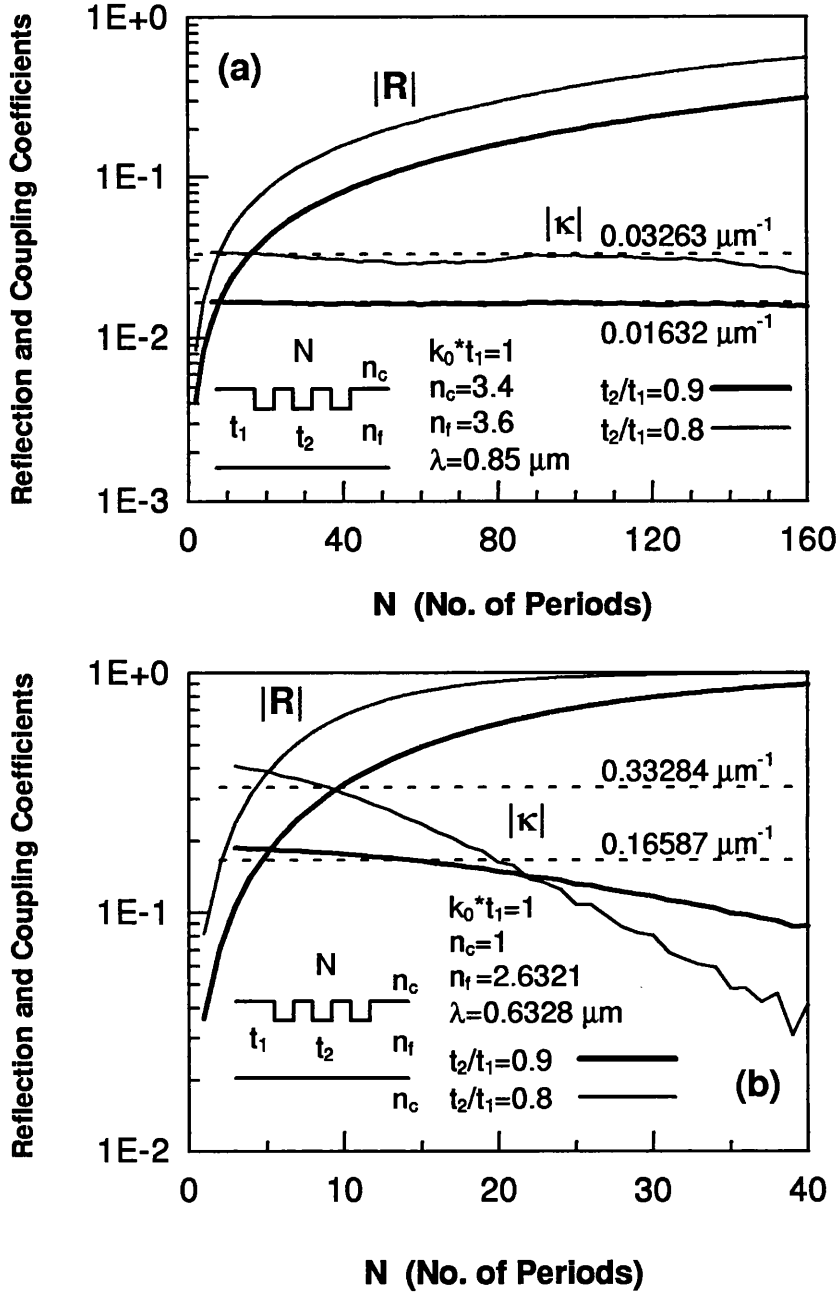 Reflection and Coupling Coefficients
1E+0
1E-1
1E-2
1E-3
(a)
|R|
|κ|
0.03263 μm⁻¹
0.01632 μm⁻¹
N
n_c
t₁
t₂
n_f
k₀*t₁=1
n_c=3.4
n_f=3.6
λ=0.85 μm
t₂/t₁=0.9
t₂/t₁=0.8
0 40 80 120 160
N (No. of Periods)
Reflection and Coupling Coefficients
1E+0
1E-1
1E-2
|R|
0.33284 μm⁻¹
|κ|
0.16587 μm⁻¹
k₀*t₁=1
n_c=1
n_f=2.6321
λ=0.6328 μm
t₂/t₁=0.9
t₂/t₁=0.8
N
n_c
t₁
t₂
n_f
n_c
(b)
0 10 20 30 40
N (No. of Periods)